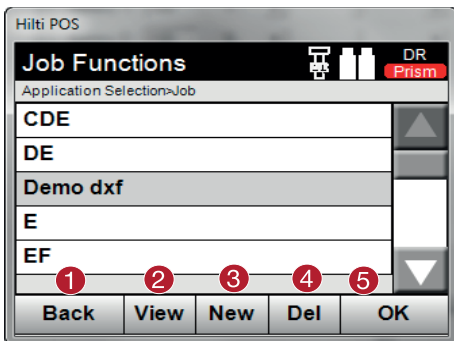 Hilti POS
Job Functions
DR
Prism
Application Selection>Job
CDE
DE
Demo dxf
E
EF
1 2 3 4 5
Back View New Del OK